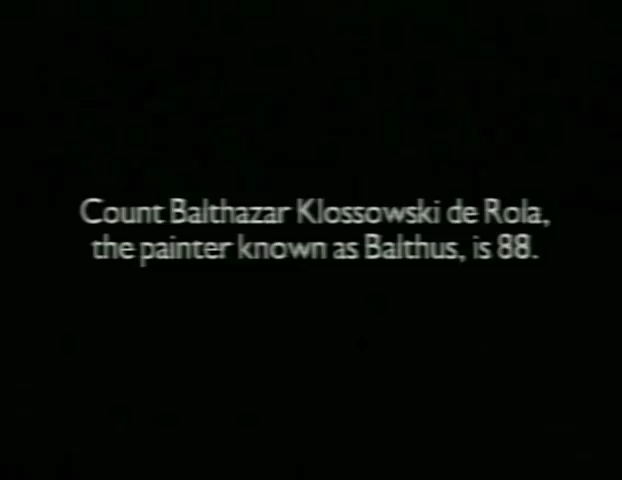 Count Balthazar Klossowski de Rola,
the painter known as Balthus, is 88.